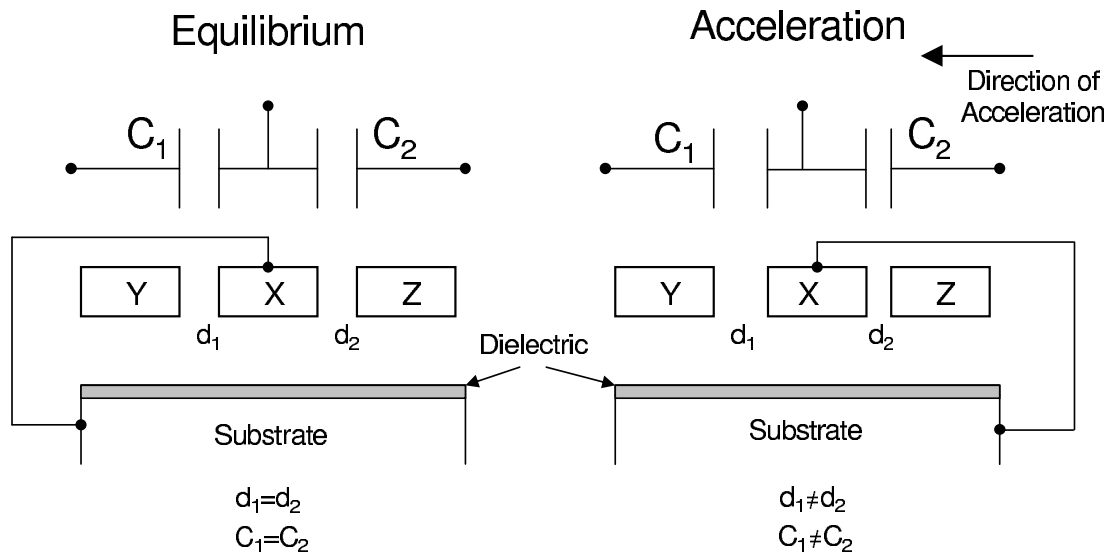 Equilibrium
Acceleration
Direction of
Acceleration
C₁
C₂
C₁
C₂
Y
X
Z
Y
X
Z
d₁
d₂
d₁
d₂
Dielectric
Substrate
Substrate
d₁=d₂
C₁=C₂
d₁≠d₂
C₁≠C₂